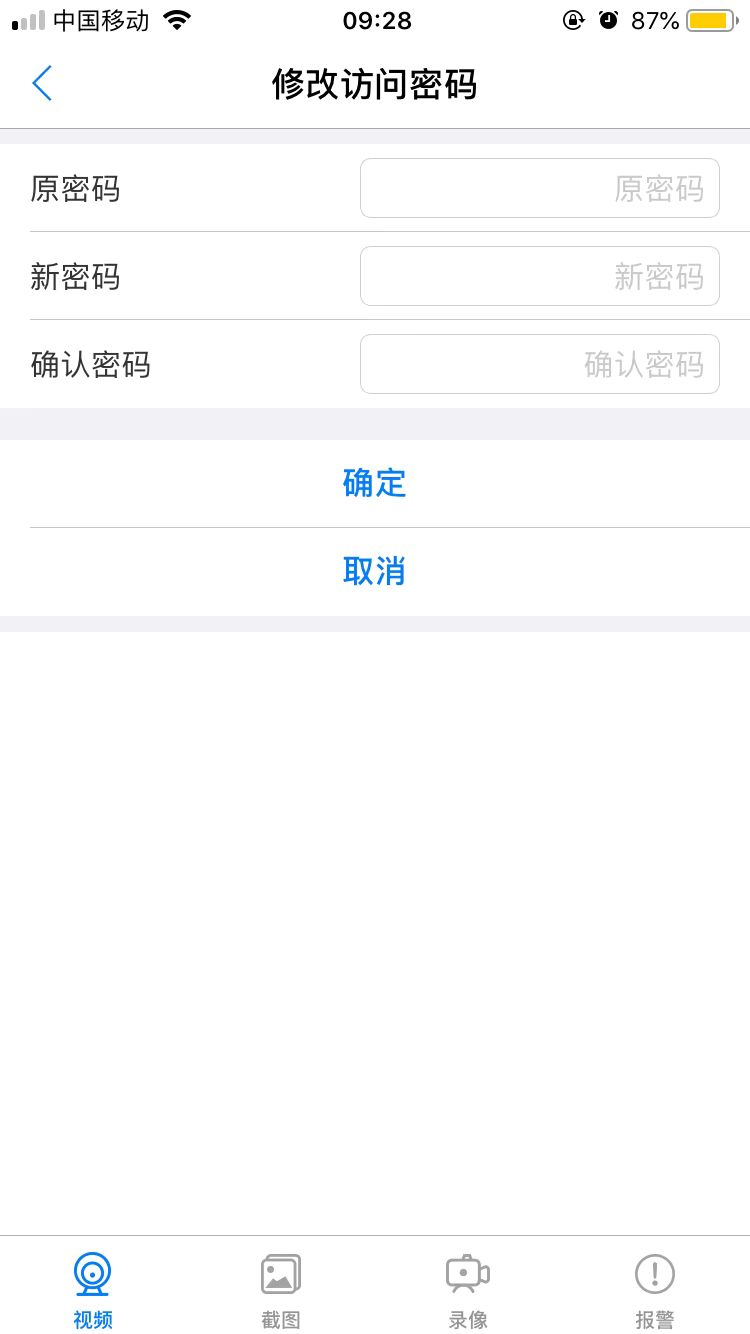 中国移动 09:28 87%
修改访问密码
原密码 原密码
新密码 新密码
确认密码 确认密码
确定
取消
视频 截图 录像 报警